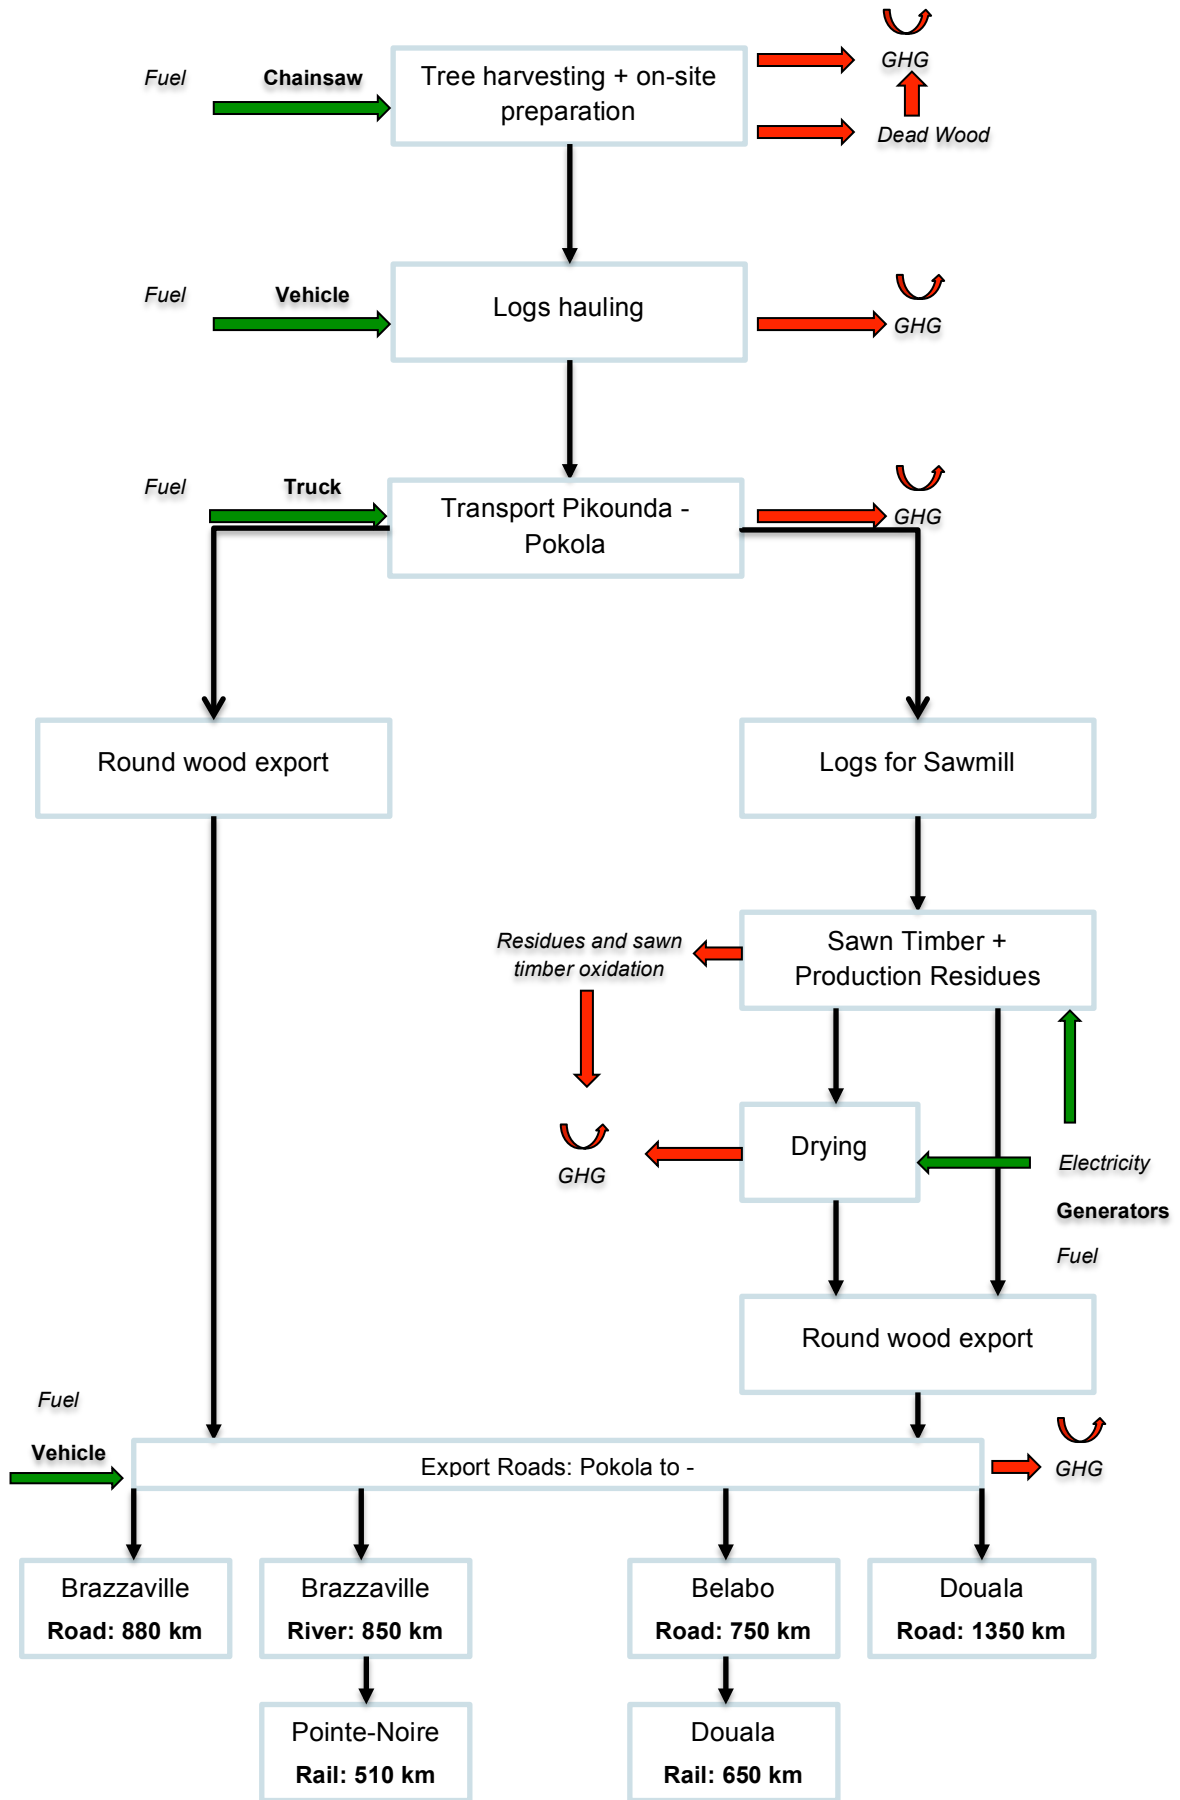 GHG
Fuel
Chainsaw
Tree harvesting + on-site
preparation
Dead Wood
Fuel
Vehicle
Logs hauling
GHG
Fuel
Truck
Transport Pikounda -
Pokola
GHG
Round wood export
Logs for Sawmill
Residues and sawn
timber oxidation
Sawn Timber +
Production Residues
GHG
Drying
Electricity
Generators
Fuel
Round wood export
Fuel
Vehicle
Export Roads: Pokola to -
GHG
Brazzaville
Road: 880 km
Brazzaville
River: 850 km
Belabo
Road: 750 km
Douala
Road: 1350 km
Pointe-Noire
Rail: 510 km
Douala
Rail: 650 km